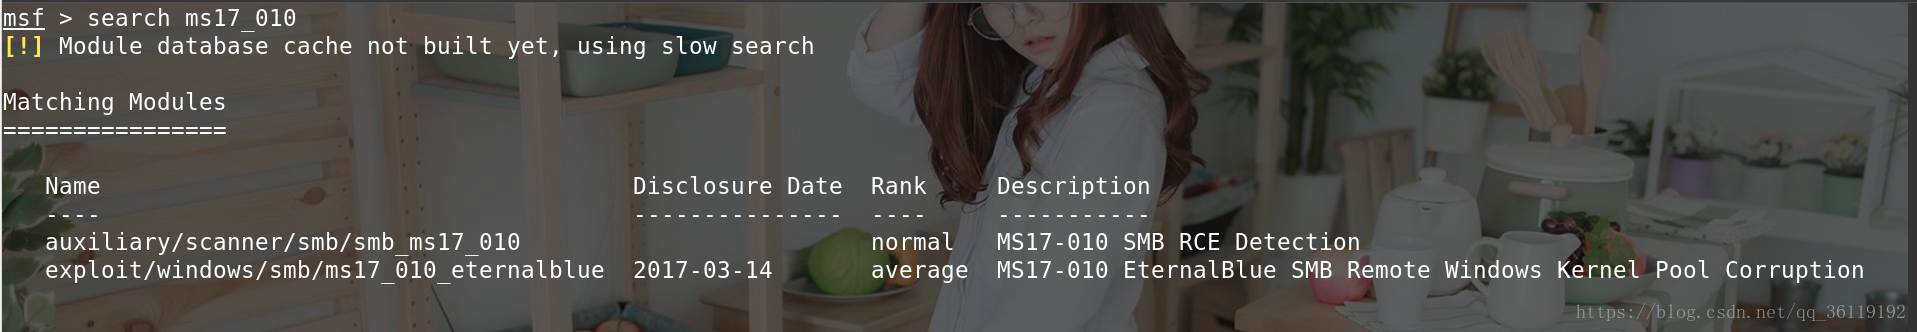 msf > search ms17_010
[!] Module database cache not built yet, using slow search
Matching Modules
================
Name Disclosure Date Rank Description
---- --------------- ---- -----------
auxiliary/scanner/smb/smb_ms17_010 normal MS17-010 SMB RCE Detection
exploit/windows/smb/ms17_010_eternalblue 2017-03-14 average MS17-010 EternalBlue SMB Remote Windows Kernel Pool Corruption
https://blog.csdn.net/qq_36119192